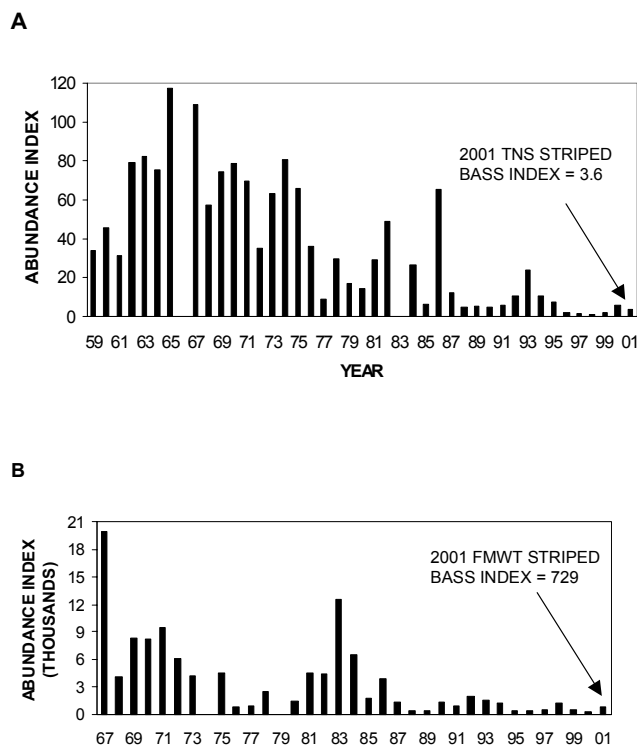 A
120
100
80
60
40
20
0
ABUNDANCE INDEX
2001 TNS STRIPED
BASS INDEX = 3.6
59 61 63 65 67 69 71 73 75 77 79 81 83 85 87 89 91 93 95 97 99 01
YEAR
B
21
18
15
12
9
6
3
0
ABUNDANCE INDEX
(THOUSANDS)
2001 FMWT STRIPED
BASS INDEX = 729
67 69 71 73 75 77 79 81 83 85 87 89 91 93 95 97 99 01